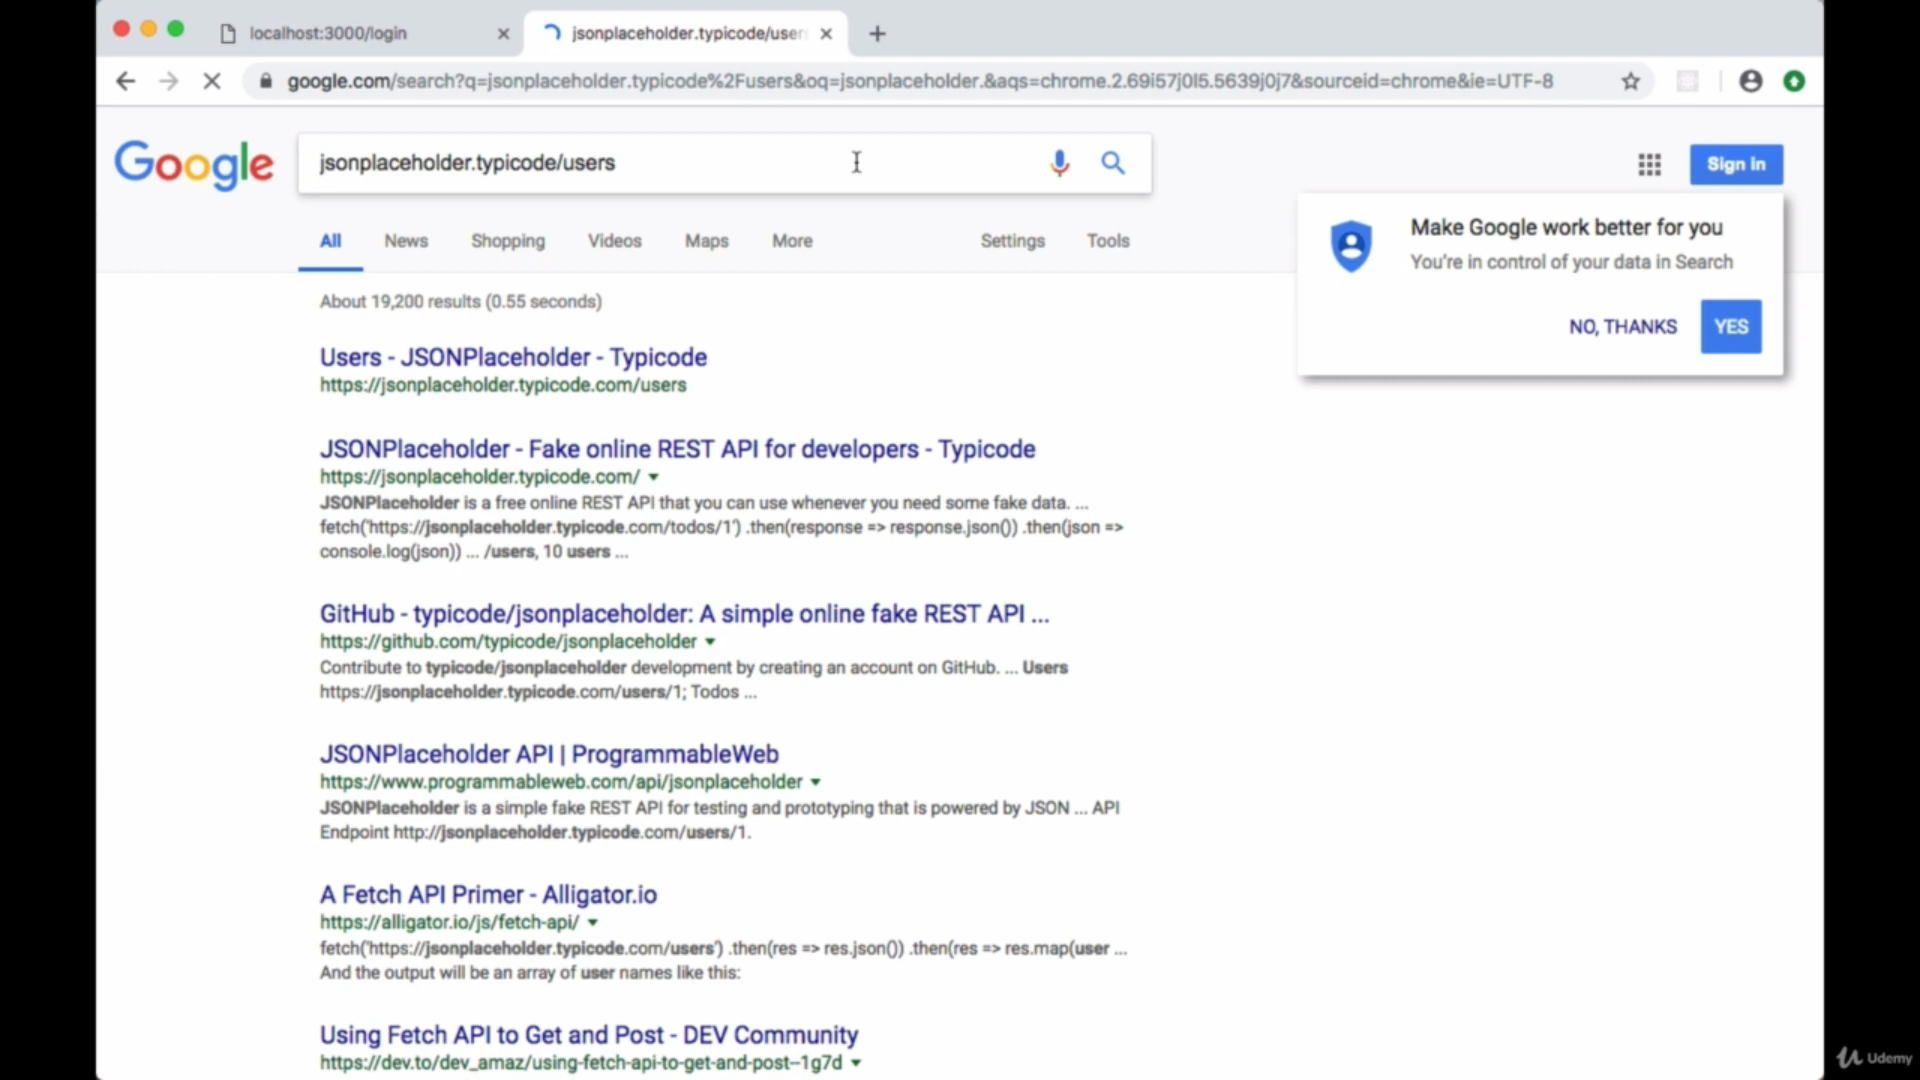 localhost:3000/login
jsonplaceholder.typicode/user
google.com/search?q=jsonplaceholder.typicode%2Fusers&oq=jsonplaceholder.&aqs=chrome.2.69i57j0l5.5639j0j7&sourceid=chrome&ie=UTF-8
Google
jsonplaceholder.typicode/users
Sign in
Make Google work better for you
You're in control of your data in Search
NO, THANKS YES
All News Shopping Videos Maps More Settings Tools
About 19,200 results (0.55 seconds)
Users - JSONPlaceholder - Typicode
https://jsonplaceholder.typicode.com/users
JSONPlaceholder - Fake online REST API for developers - Typicode
https://jsonplaceholder.typicode.com/
JSONPlaceholder is a free online REST API that you can use whenever you need some fake data. ...
fetch('https://jsonplaceholder.typicode.com/todos/1') .then(response => response.json()) .then(json =>
console.log(json)) ... /users, 10 users ...
GitHub - typicode/jsonplaceholder: A simple online fake REST API ...
https://github.com/typicode/jsonplaceholder
Contribute to typicode/jsonplaceholder development by creating an account on GitHub. ... Users
https://jsonplaceholder.typicode.com/users/1; Todos ...
JSONPlaceholder API | ProgrammableWeb
https://www.programmableweb.com/api/jsonplaceholder
JSONPlaceholder is a simple fake REST API for testing and prototyping that is powered by JSON ... API
Endpoint http://jsonplaceholder.typicode.com/users/1.
A Fetch API Primer - Alligator.io
https://alligator.io/js/fetch-api/
fetch('https://jsonplaceholder.typicode.com/users') .then(res => res.json()) .then(res => res.map(user ...
And the output will be an array of user names like this:
Using Fetch API to Get and Post - DEV Community
https://dev.to/dev_amaz/using-fetch-api-to-get-and-post--1g7d
Udemy